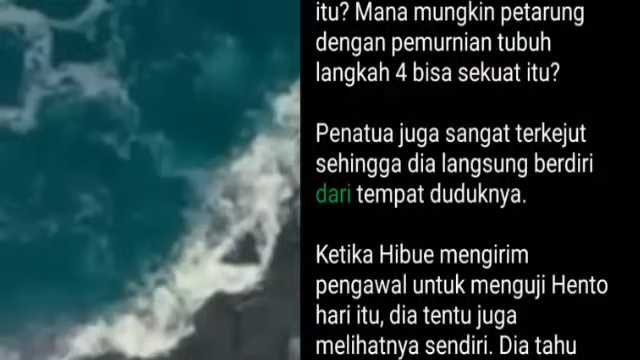 itu? Mana mungkin petarung
dengan pemurnian tubuh
langkah 4 bisa sekuat itu?
Penatua juga sangat terkejut
sehingga dia langsung berdiri
dari tempat duduknya.
Ketika Hibue mengirim
pengawal untuk menguji Hento
hari itu, dia tentu juga
melihatnya sendiri. Dia tahu